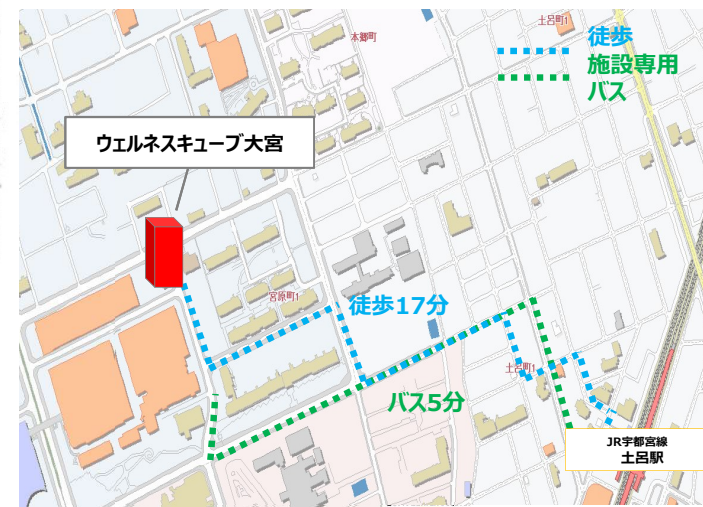 本郷町
土呂町1
徒歩
施設専用
バス
ウェルネスキューブ大宮
宮原町1
徒歩17分
土呂町1
バス5分
JR宇都宮線
土呂駅